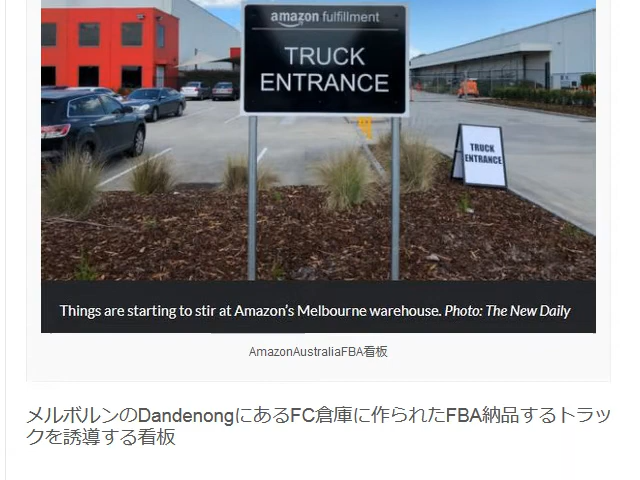 amazon fulfillment
TRUCK
ENTRANCE
TRUCK
ENTRANCE
Things are starting to stir at Amazon's Melbourne warehouse. Photo: The New Daily
AmazonAustraliaFBA看板
メルボルンのDandenongにあるFC倉庫に作られたFBA納品するトラッ
クを誘導する看板